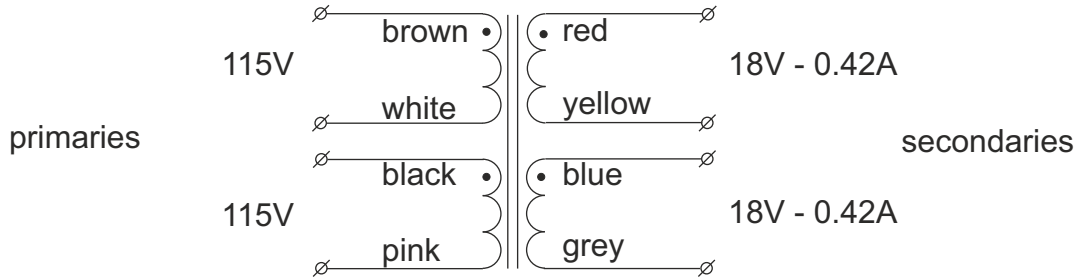 brown
red
115V
18V - 0.42A
white
yellow
primaries
secondaries
black
blue
115V
18V - 0.42A
pink
grey